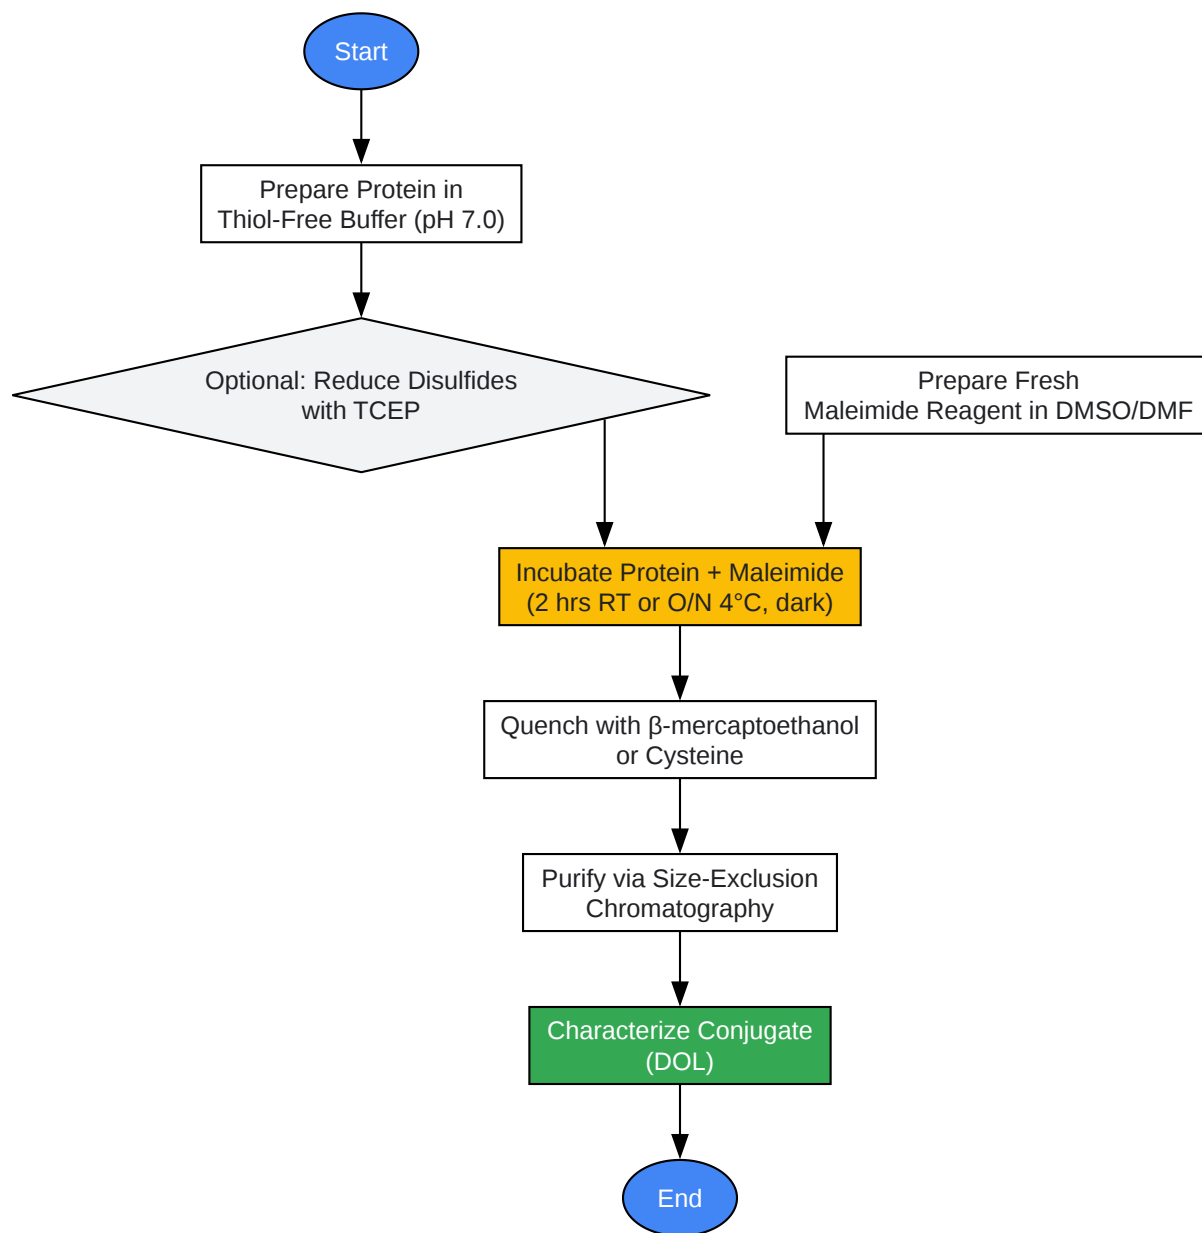 Start
Prepare Protein in
Thiol-Free Buffer (pH 7.0)
Optional: Reduce Disulfides
with TCEP
Prepare Fresh
Maleimide Reagent in DMSO/DMF
Incubate Protein + Maleimide
(2 hrs RT or O/N 4°C, dark)
Quench with β-mercaptoethanol
or Cysteine
Purify via Size-Exclusion
Chromatography
Characterize Conjugate
(DOL)
End